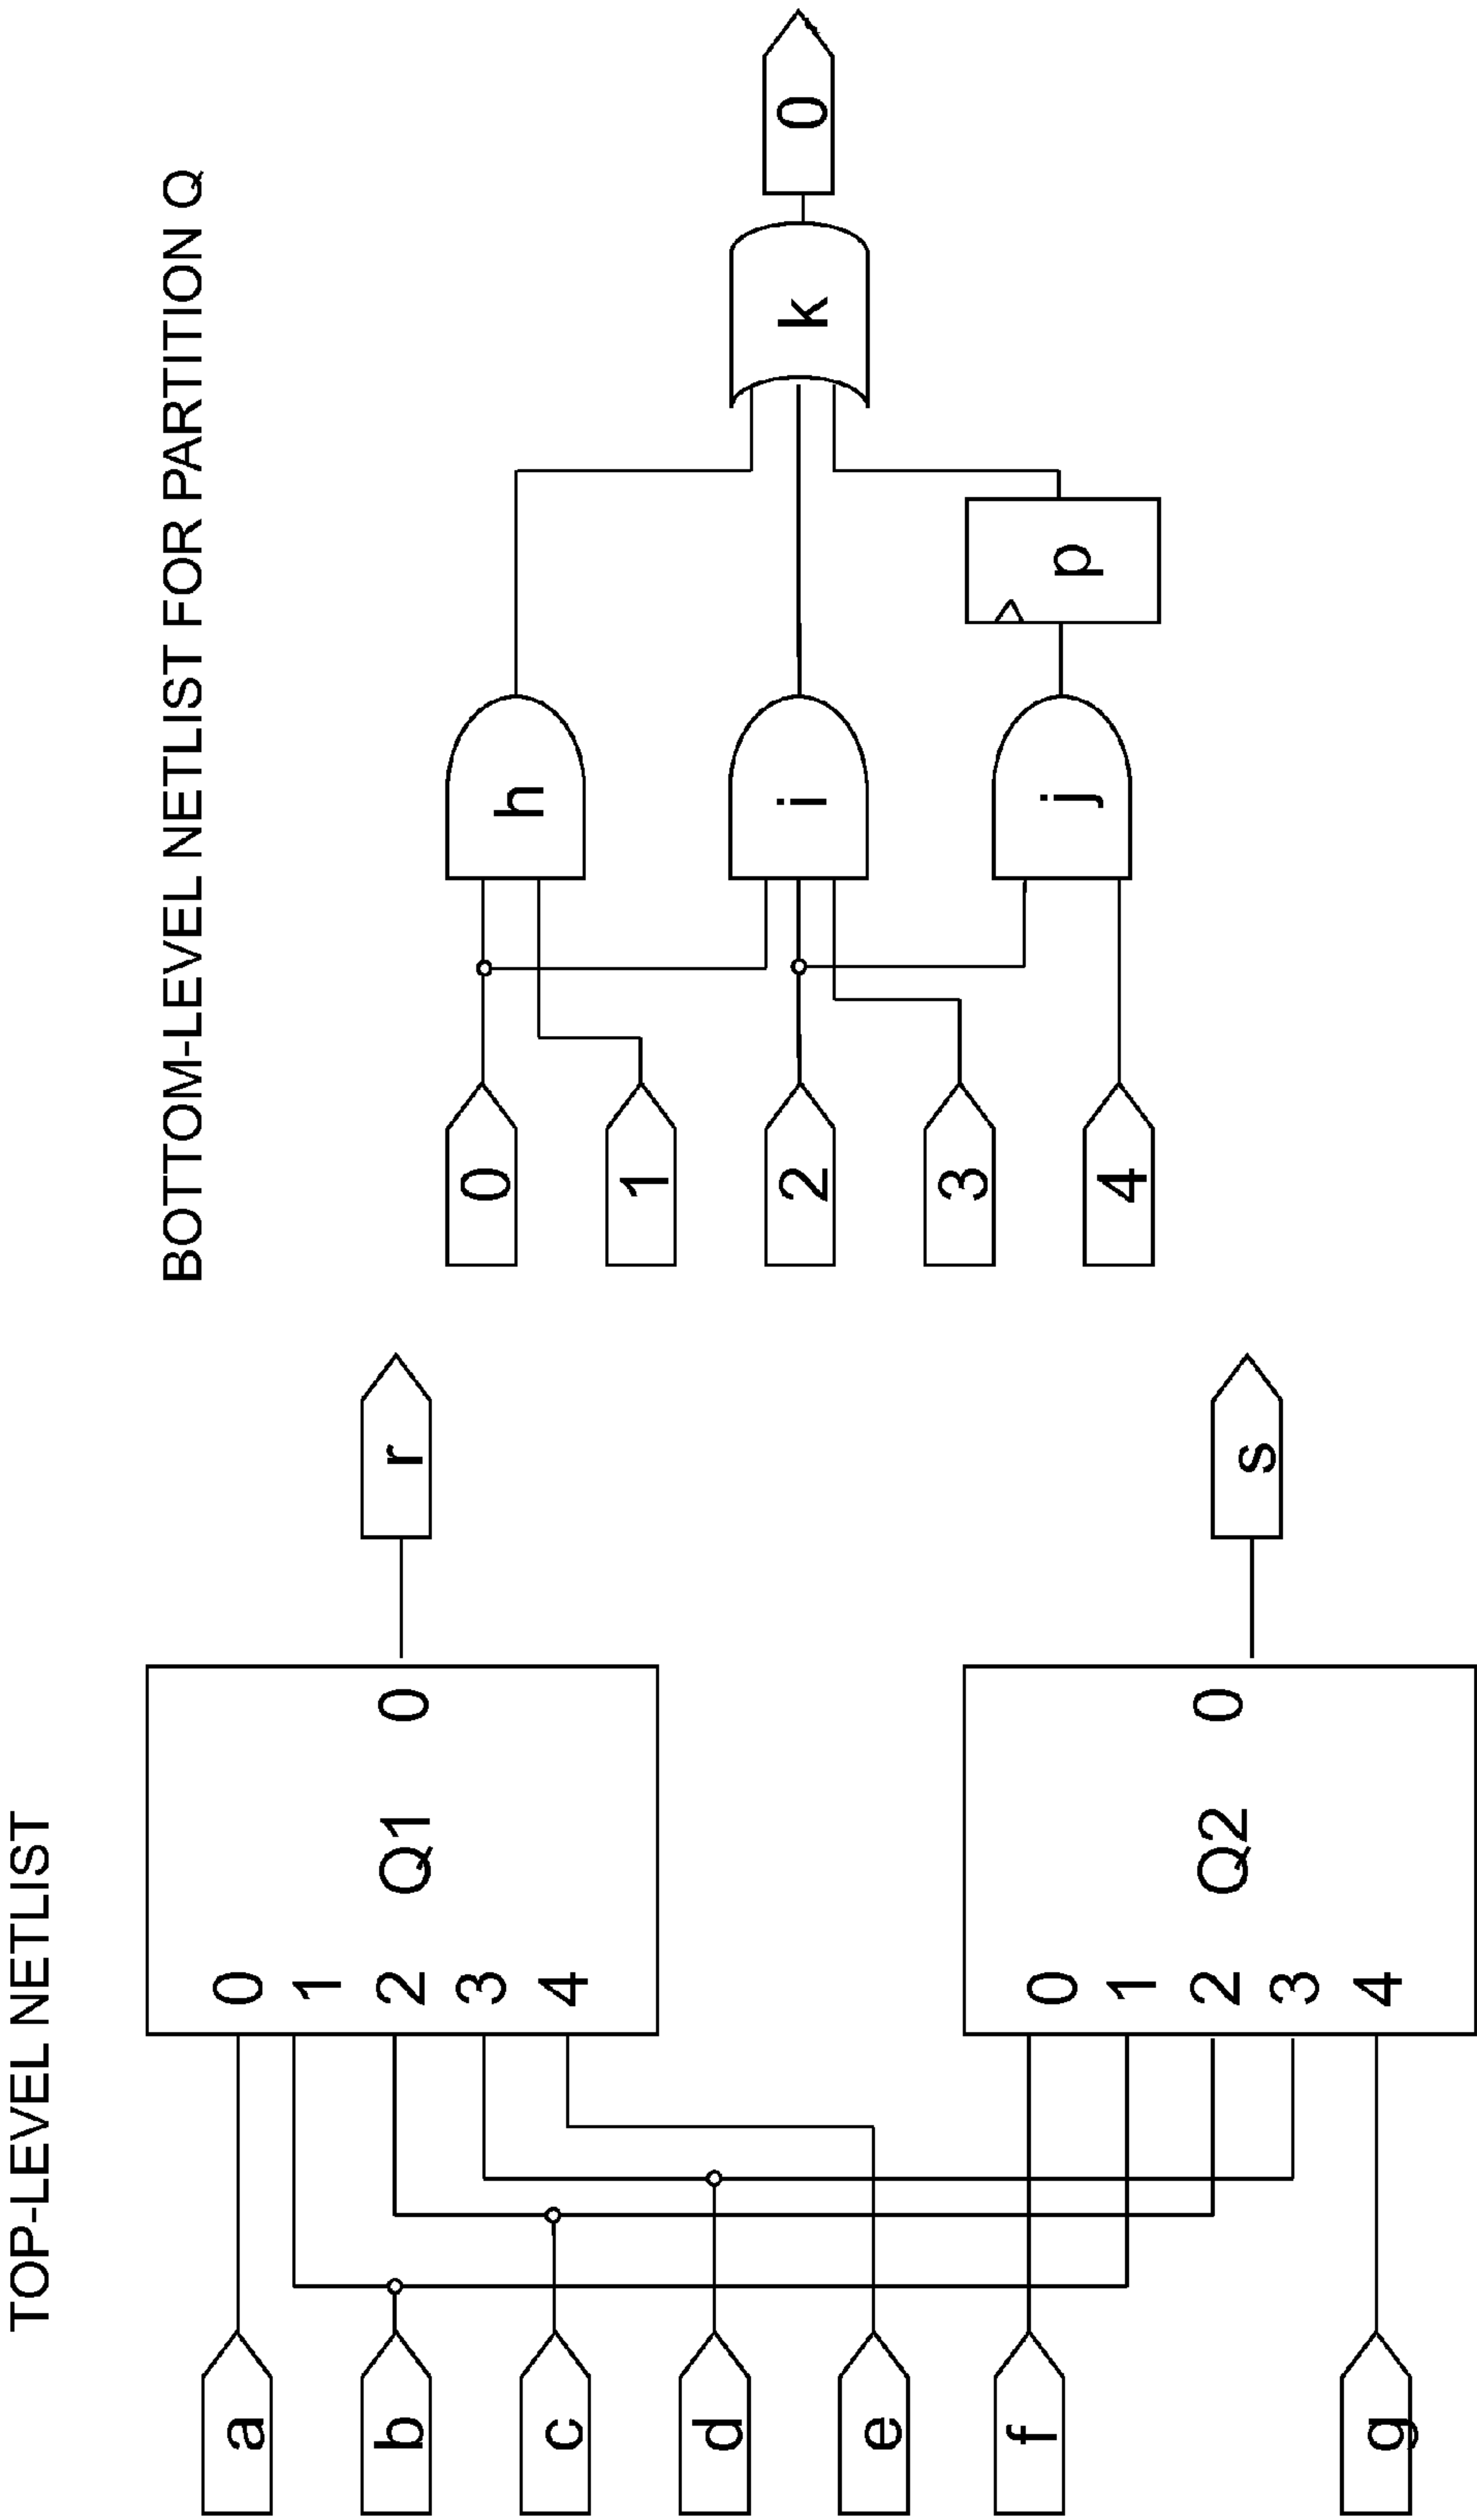 TOP-LEVEL NETLIST
a
b
c
d
e
f
g
0
1
2
3
4
Q1
0
0
1
2
3
4
Q2
0
r
s
BOTTOM-LEVEL NETLIST FOR PARTITION Q
0
1
2
3
4
h
i
j
p
k
0